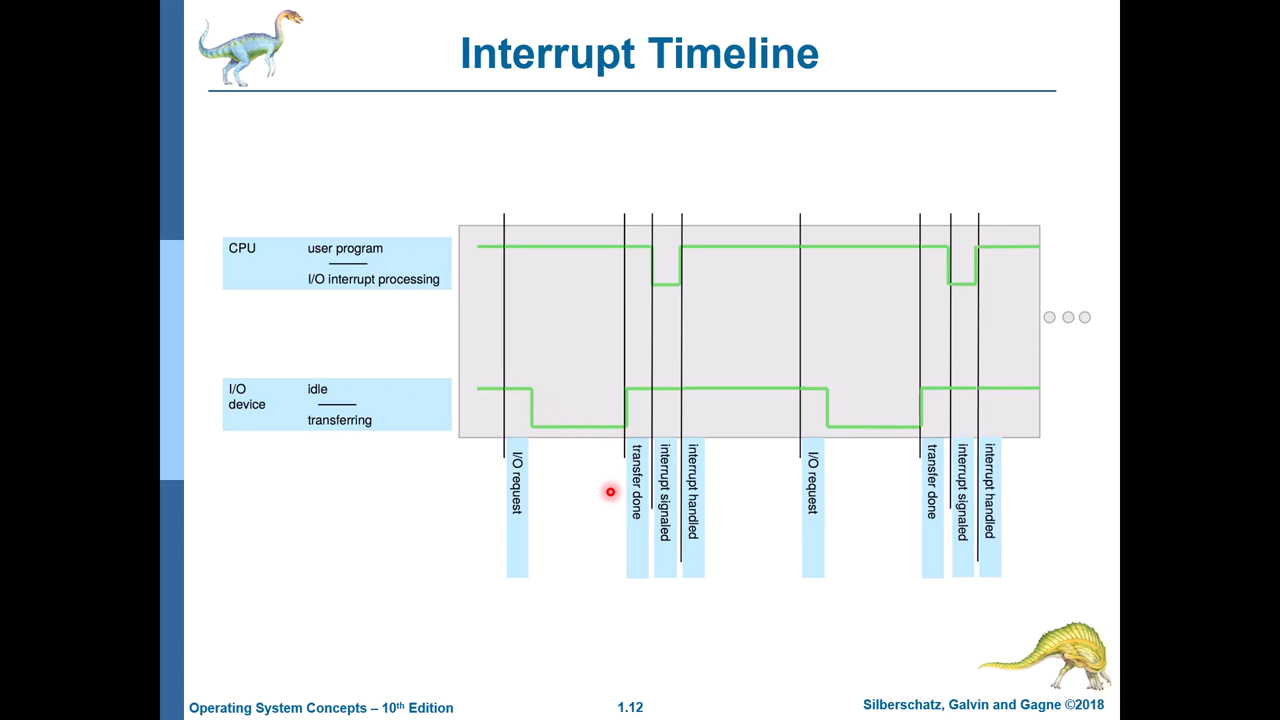 Interrupt Timeline
CPU
user program
I/O interrupt processing
I/O
device
idle
transferring
I/O request
transfer done
interrupt signaled
interrupt handled
I/O request
transfer done
interrupt signaled
interrupt handled
Operating System Concepts – 10th Edition
1.12
Silberschatz, Galvin and Gagne ©2018